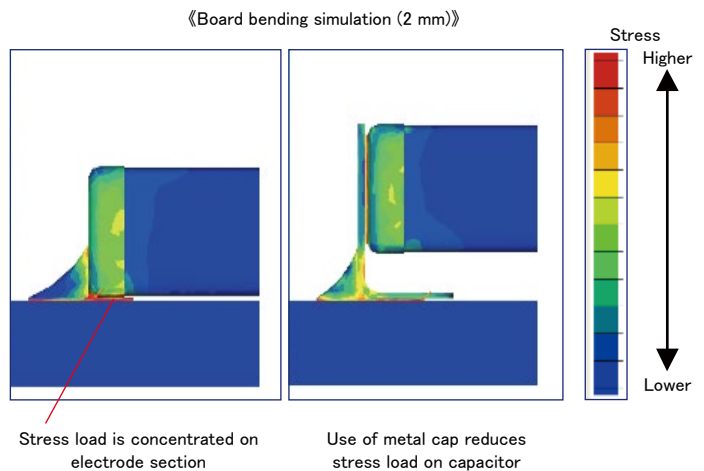 《Board bending simulation (2 mm)》
Stress
Higher
Lower
Stress load is concentrated on
electrode section
Use of metal cap reduces
stress load on capacitor